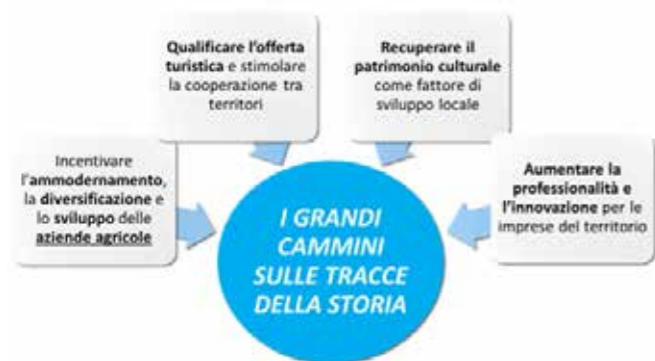 Qualificare l'offerta
turistica e stimolare
la cooperazione tra
territori
Recuperare il
patrimonio culturale
come fattore di
sviluppo locale
Incentivare
l'ammodernamento,
la diversificazione e
lo sviluppo delle
aziende agricole
Aumentare la
professionalità e
l'innovazione per le
imprese del territorio
I GRANDI
CAMMINI
SULLE TRACCE
DELLA STORIA